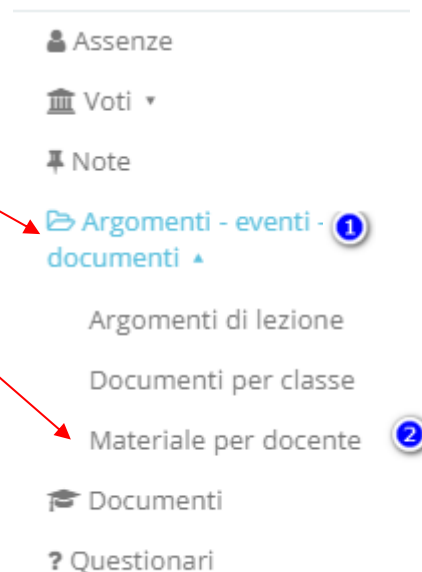 Assenze
Voti
Note
Argomenti - eventi - 1
documenti
Argomenti di lezione
Documenti per classe
Materiale per docente 2
Documenti
? Questionari